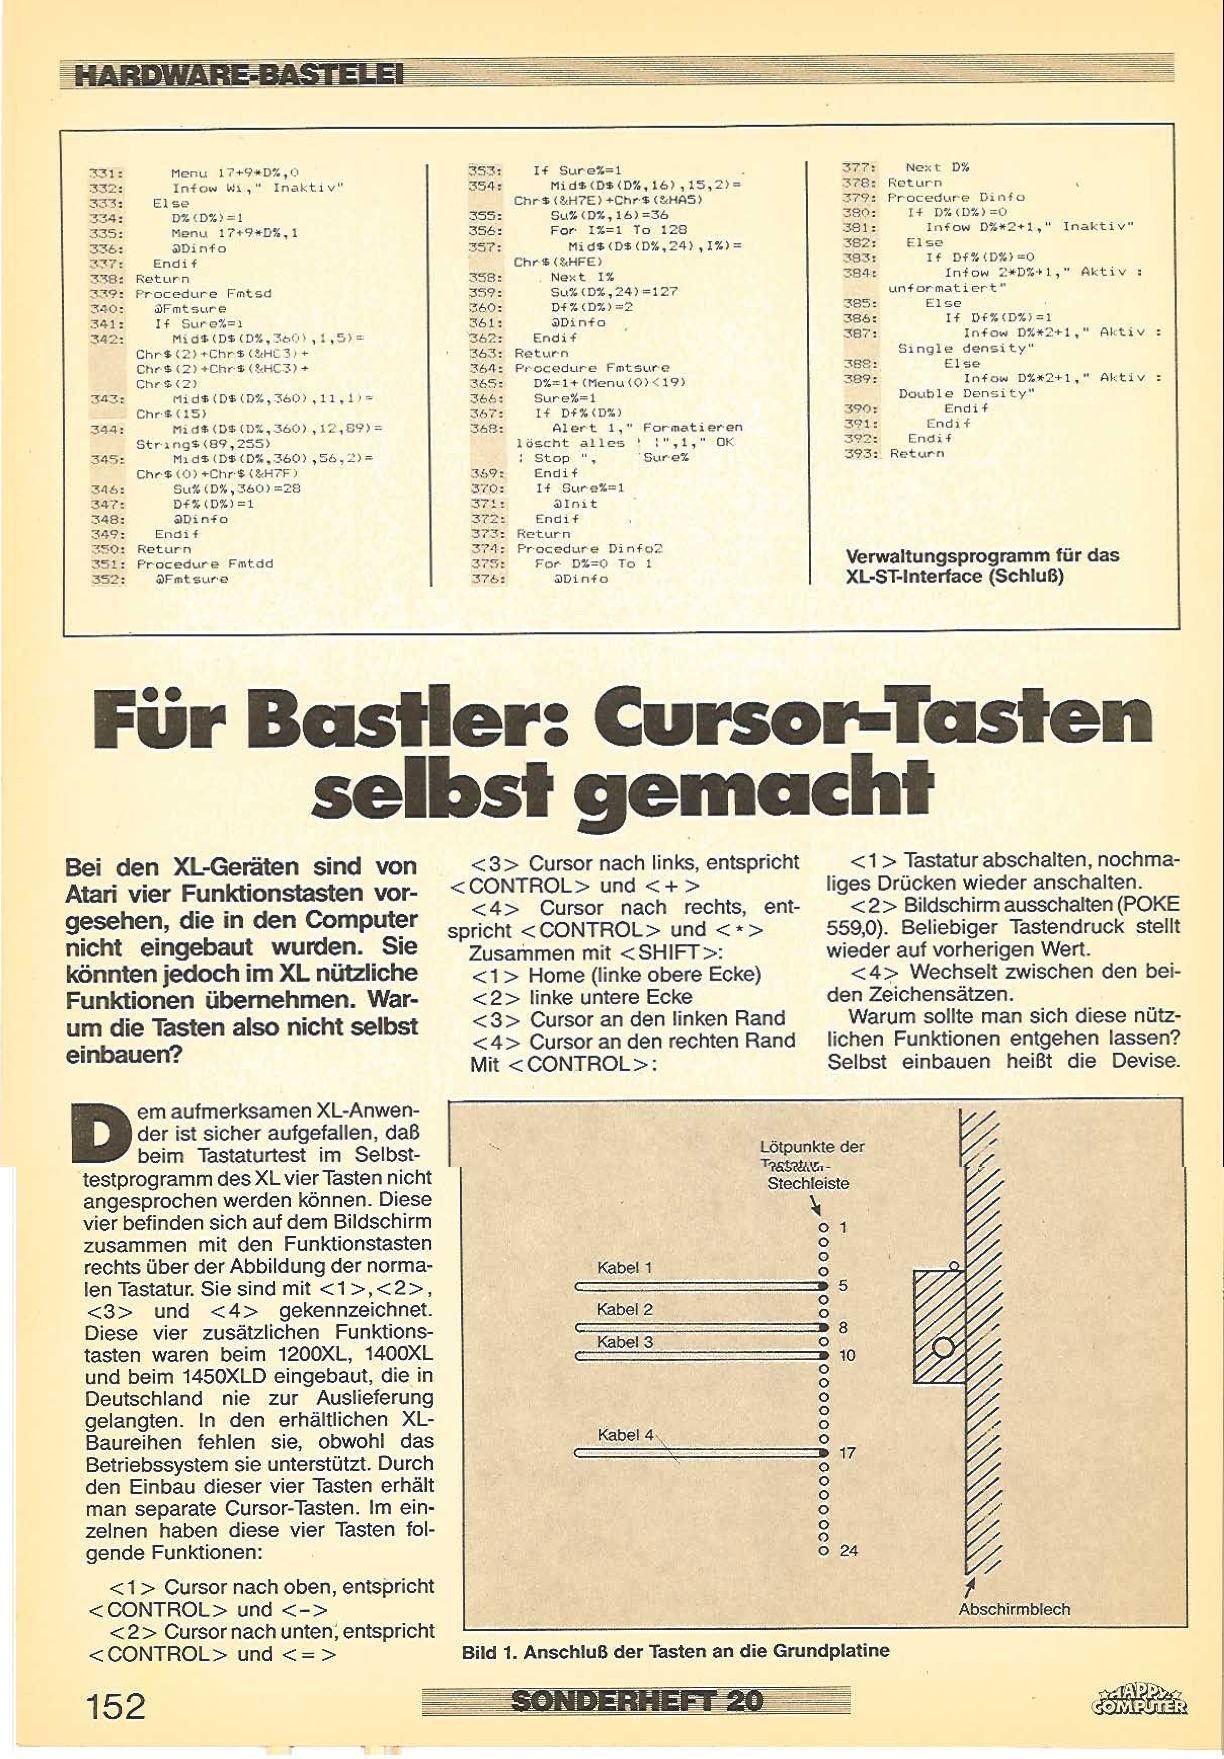 HARDWARE-BASTELEI
331: Menu 17+9*D%,0
332: Infow Wi," Inaktiv"
333: Else
334: D%(D%)=1
335: Menu 17+9*D%,1
336: @Dinfo
337: Endif
338: Return
339: Procedure Fmtsd
340: @Fmtsure
341: If Sure%=1
342: Mid$(D$(D%,360),1,5)=
Chr$(2)+Chr$(&HC3)+
Chr$(2)+Chr$(&HC3)+
Chr$(2)
343: Mid$(D$(D%,360),11,1)=
Chr$(15)
344: Mid$(D$(D%,360),12,89)=
String$(89,255)
345: Mid$(D$(D%,360),56,2)=
Chr$(0)+Chr$(&H7F)
346: Su%(D%,360)=28
347: Df%(D%)=1
348: @Dinfo
349: Endif
350: Return
351: Procedure Fmtdd
352: @Fmtsure
353: If Sure%=1
354: Mid$(D$(D%,16),15,2)=
Chr$(&H7E)+Chr$(&HA5)
355: Su%(D%,16)=36
356: For I%=1 To 128
357: Mid$(D$(D%,24),I%)=
Chr$(&HFE)
358: Next I%
359: Su%(D%,24)=127
360: Df%(D%)=2
361: @Dinfo
362: Endif
363: Return
364: Procedure Fmtsure
365: D%=1+(Menu(0)<19)
366: Sure%=1
367: If Df%(D%)
368: Alert 1," Formatieren
löscht alles ! !",1," OK
: Stop ", Sure%
369: Endif
370: If Sure%=1
371: @Init
372: Endif
373: Return
374: Procedure Dinfo2
375: For D%=0 To 1
376: @Dinfo
377: Next D%
378: Return
379: Procedure Dinfo
380: If D%(D%)=0
381: Infow D%*2+1," Inaktiv"
382: Else
383: If Df%(D%)=0
384: Infow 2*D%+1," Aktiv :
unformatiert"
385: Else
386: If Df%(D%)=1
387: Infow D%*2+1," Aktiv :
Single density"
388: Else
389: Infow D%*2+1," Aktiv :
Double Density"
390: Endif
391: Endif
392: Endif
393: Return
Verwaltungsprogramm für das
XL-ST-Interface (Schluß)
Für Bastler: Cursor-Tasten
selbst gemacht
Bei den XL-Geräten sind von
Atari vier Funktionstasten vor-
gesehen, die in den Computer
nicht eingebaut wurden. Sie
könnten jedoch im XL nützliche
Funktionen übernehmen. War-
um die Tasten also nicht selbst
einbauen?
Dem aufmerksamen XL-Anwen-
der ist sicher aufgefallen, daß
beim Tastaturtest im Selbst-
testprogramm des XL vier Tasten nicht
angesprochen werden können. Diese
vier befinden sich auf dem Bildschirm
zusammen mit den Funktionstasten
rechts über der Abbildung der norma-
len Tastatur. Sie sind mit <1>,<2>,
<3> und <4> gekennzeichnet.
Diese vier zusätzlichen Funktions-
tasten waren beim 1200XL, 1400XL
und beim 1450XLD eingebaut, die in
Deutschland nie zur Auslieferung
gelangten. In den erhältlichen XL-
Baureihen fehlen sie, obwohl das
Betriebssystem sie unterstützt. Durch
den Einbau dieser vier Tasten erhält
man separate Cursor-Tasten. Im ein-
zelnen haben diese vier Tasten fol-
gende Funktionen:
<1> Cursor nach oben, entspricht
<CONTROL> und <->
<2> Cursor nach unten, entspricht
<CONTROL> und <=>
<3> Cursor nach links, entspricht
<CONTROL> und <+>
<4> Cursor nach rechts, ent-
spricht <CONTROL> und <*>
Zusammen mit <SHIFT>:
<1> Home (linke obere Ecke)
<2> linke untere Ecke
<3> Cursor an den linken Rand
<4> Cursor an den rechten Rand
Mit <CONTROL>:
<1> Tastatur abschalten, nochma-
liges Drücken wieder anschalten.
<2> Bildschirm ausschalten (POKE
559,0). Beliebiger Tastendruck stellt
wieder auf vorherigen Wert.
<4> Wechselt zwischen den bei-
den Zeichensätzen.
Warum sollte man sich diese nütz-
lichen Funktionen entgehen lassen?
Selbst einbauen heißt die Devise.
Lötpunkte der
Tastatur-
Stechleiste
1
Kabel 1
5
Kabel 2
8
Kabel 3
10
Kabel 4
17
24
Abschirmblech
Bild 1. Anschluß der Tasten an die Grundplatine
152
SONDERHEFT 20
HAPPY
COMPUTER